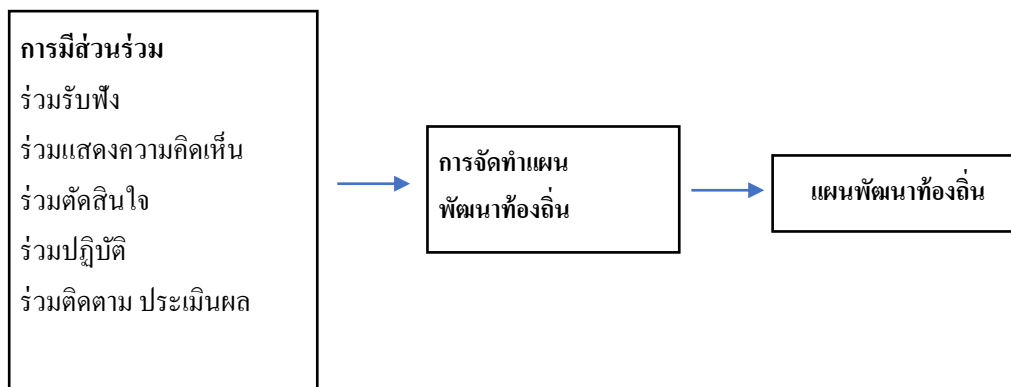 การมีส่วนร่วม
ร่วมรับฟัง
ร่วมแสดงความคิดเห็น
ร่วมตัดสินใจ
ร่วมปฏิบัติ
ร่วมติดตาม ประเมินผล
การจัดทำแผน
พัฒนาท้องถิ่น
แผนพัฒนาท้องถิ่น